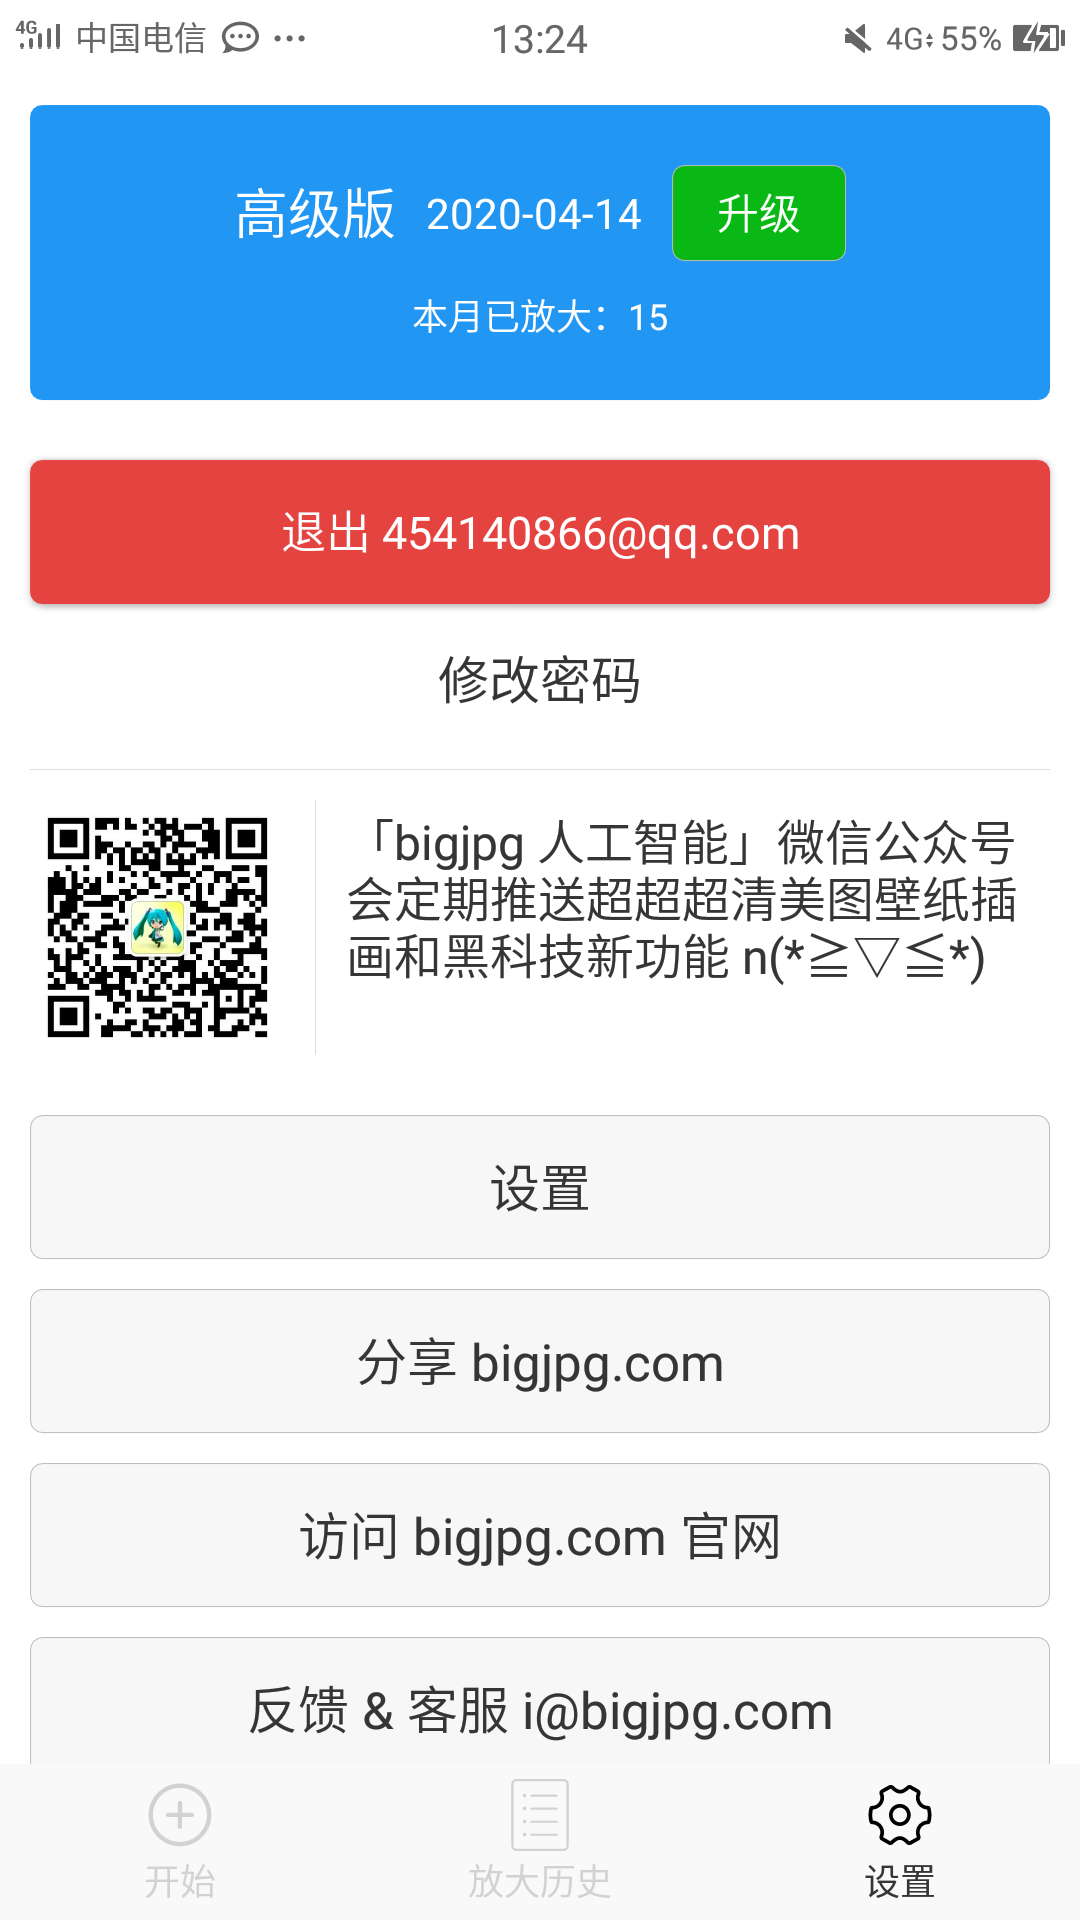 4G 中国电信 13:24 4G 55%
高级版 2020-04-14 升级
本月已放大：15
退出 454140866@qq.com
修改密码
「bigjpg 人工智能」微信公众号
会定期推送超超超清美图壁纸插
画和黑科技新功能 n(*≧▽≦*)
设置
分享 bigjpg.com
访问 bigjpg.com 官网
反馈 & 客服 i@bigjpg.com
开始 放大历史 设置